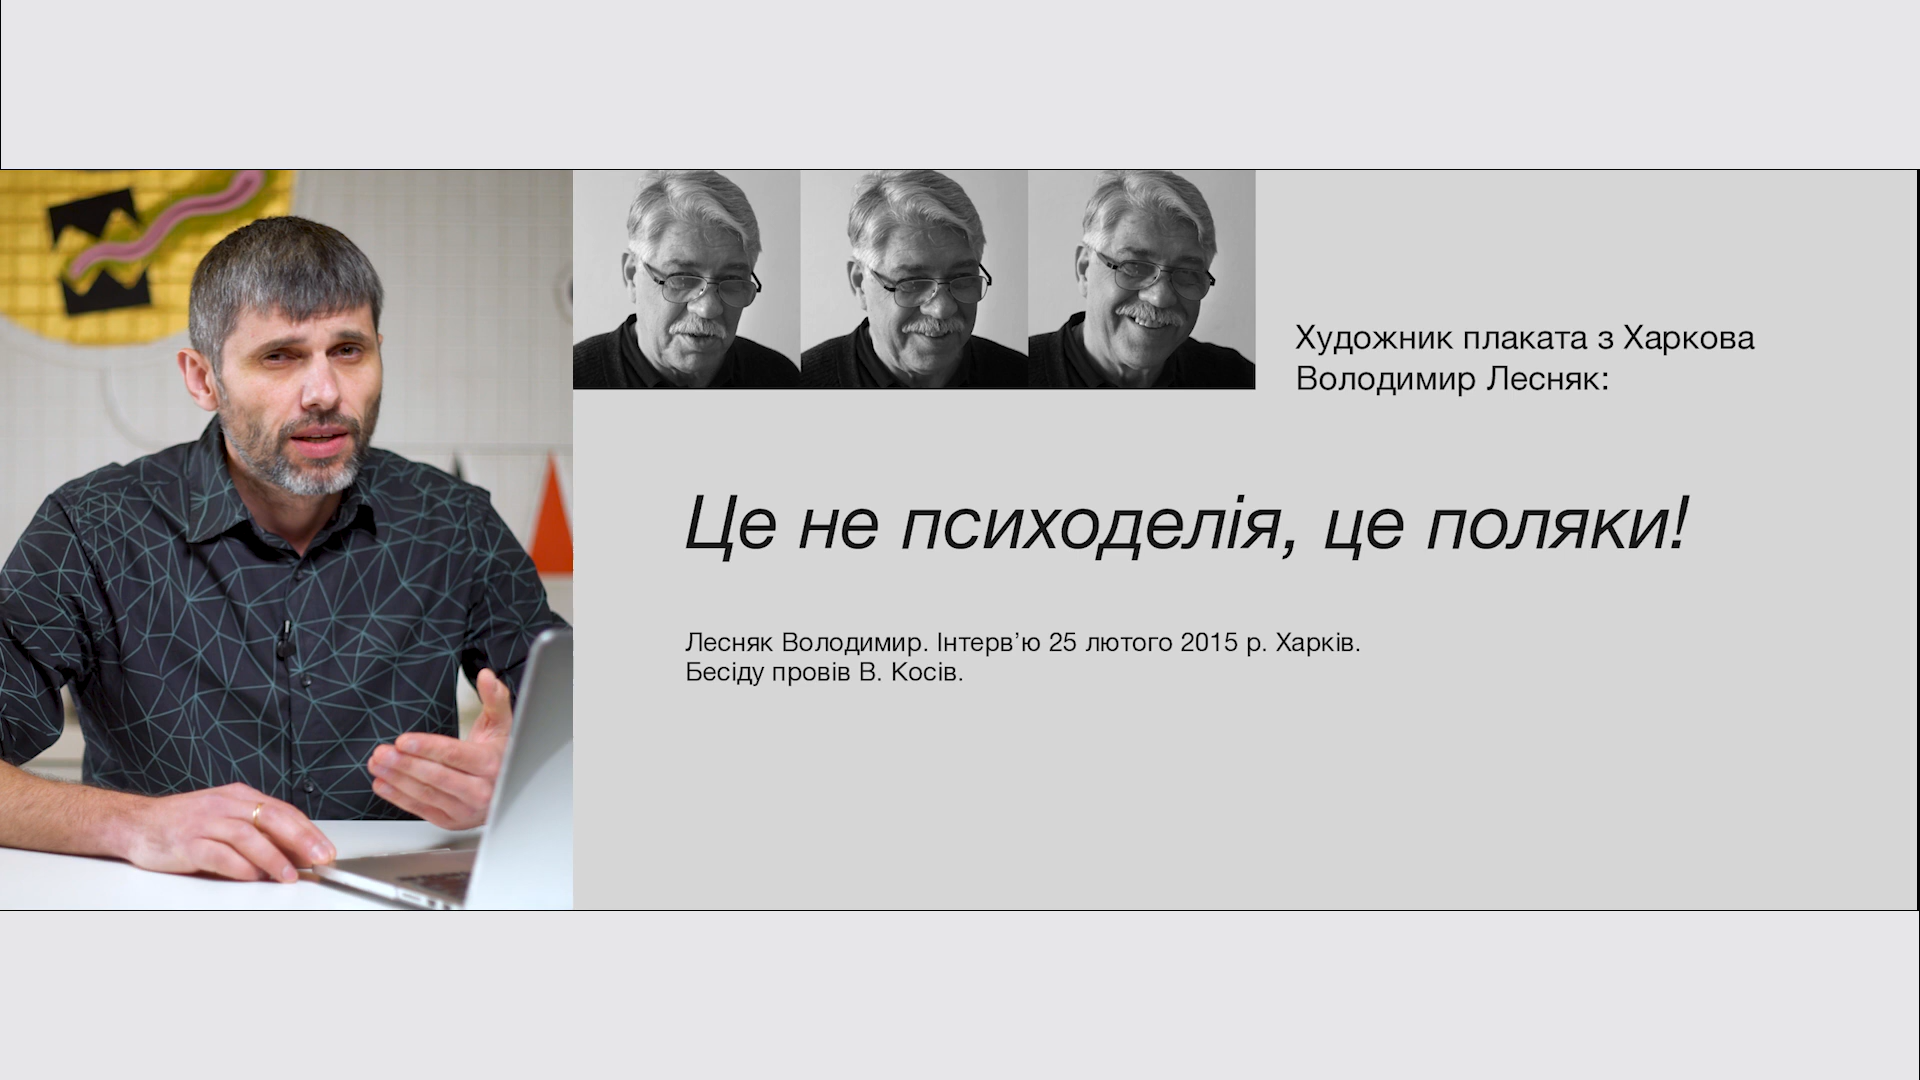 Художник плаката з Харкова
Володимир Лесняк:
Це не психоделія, це поляки!
Лесняк Володимир. Інтерв’ю 25 лютого 2015 р. Харків.
Бесіду провів В. Косів.